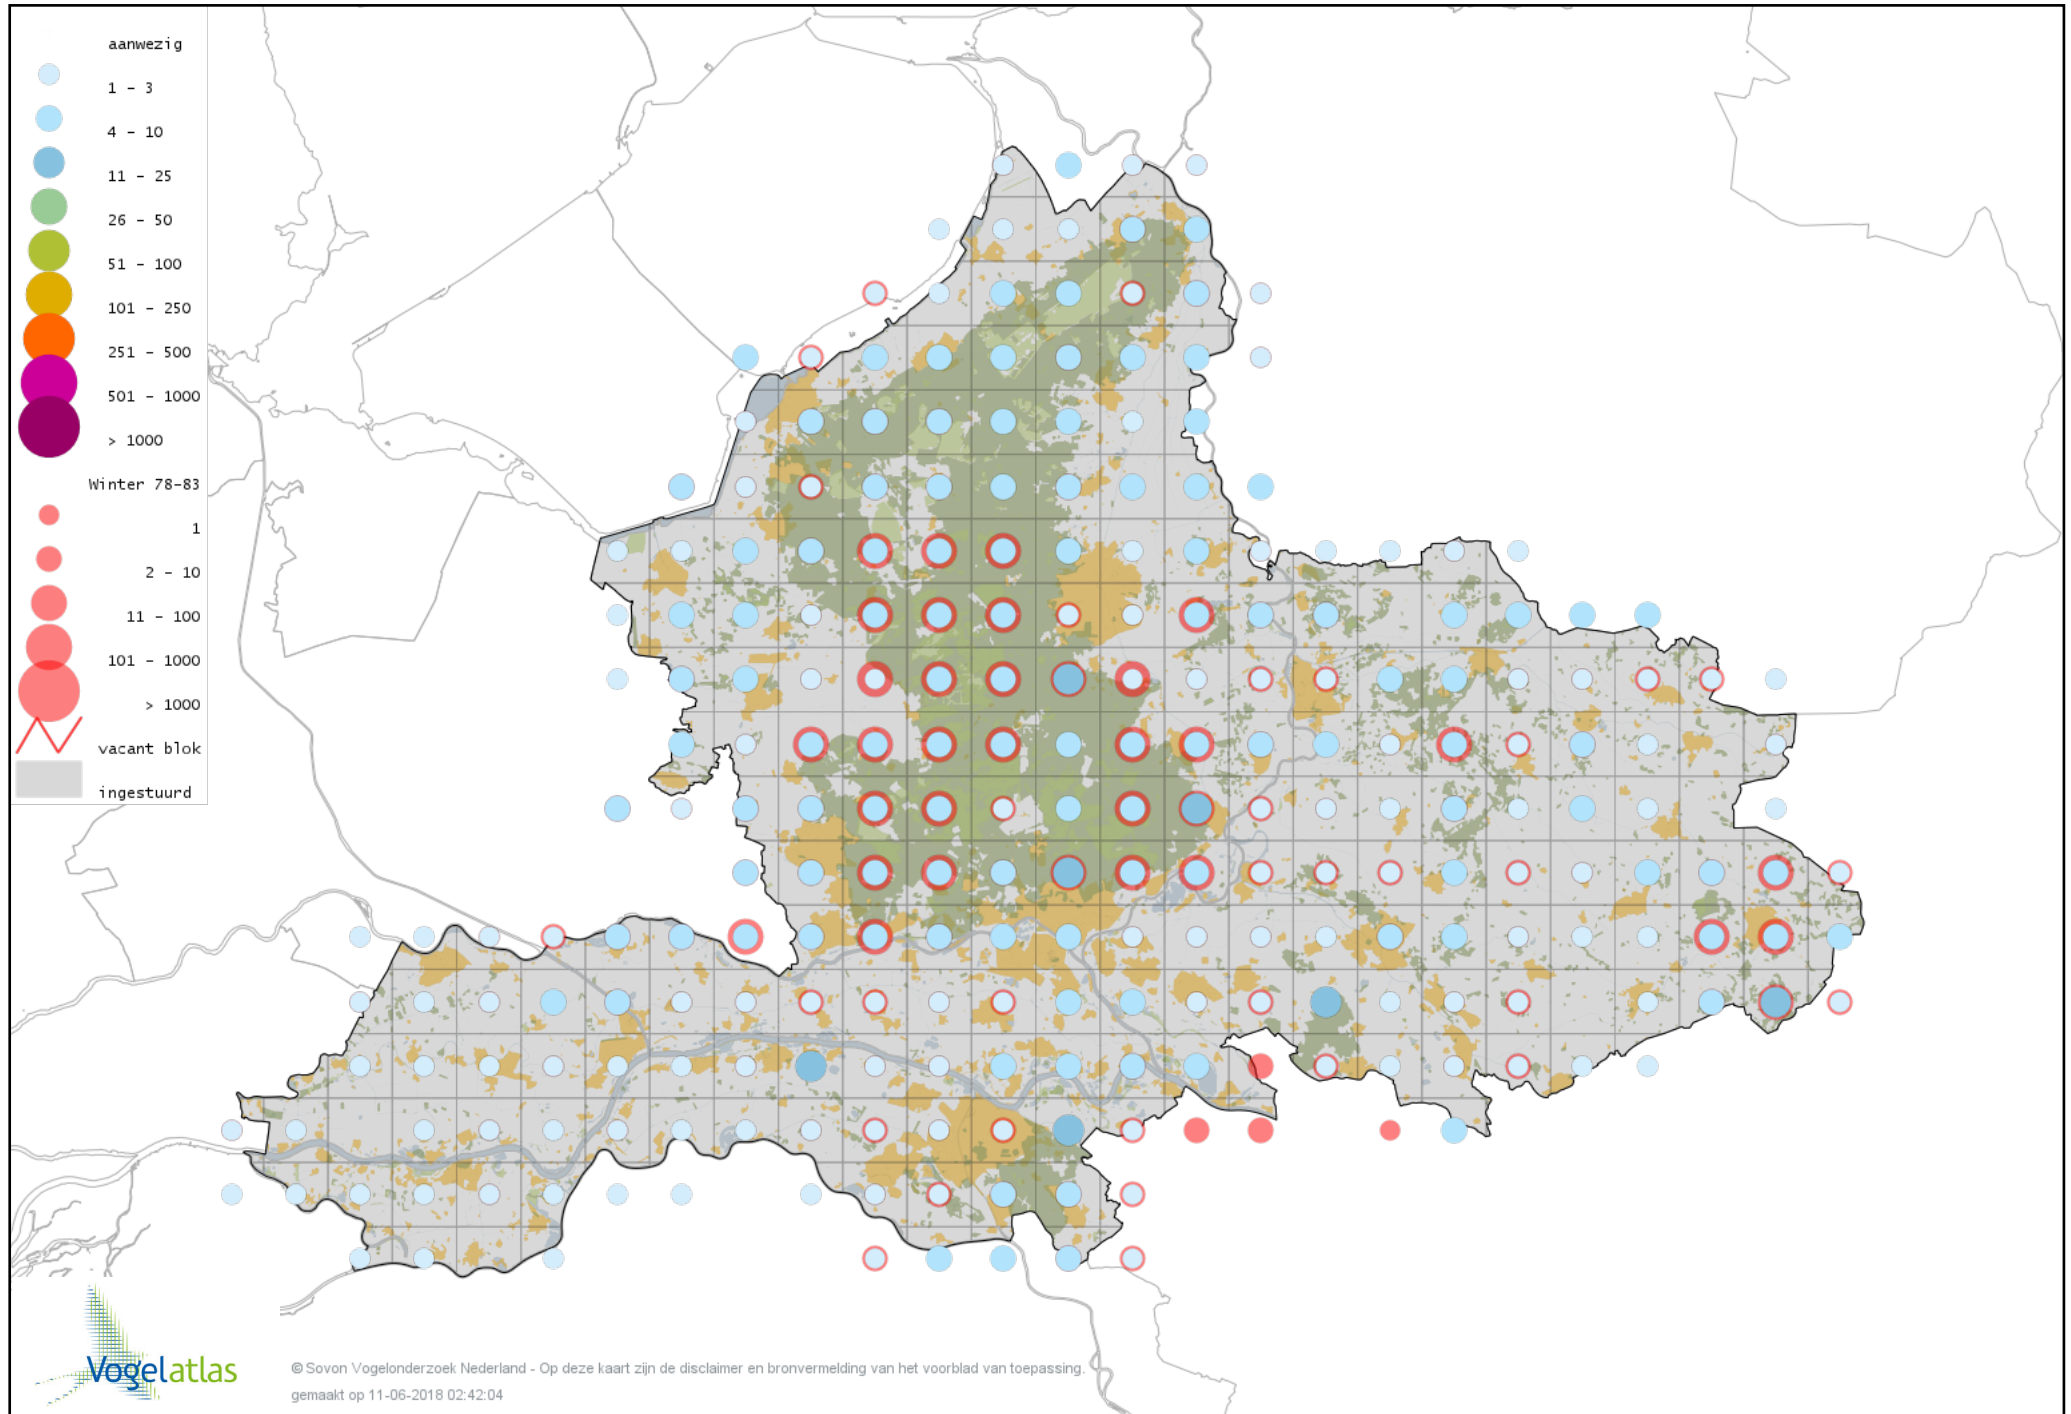 aanwezig
1 - 3
4 - 10
11 - 25
26 - 50
51 - 100
101 - 250
251 - 500
501 - 1000
> 1000
Winter 78-83
1
2 - 10
11 - 100
101 - 1000
> 1000
vacant blok
ingestuurd
Vogelatlas
© Sovon Vogelonderzoek Nederland - Op deze kaart zijn de disclaimer en bronvermelding van het voorblad van toepassing.
gemaakt op 11-06-2018 02:42:04